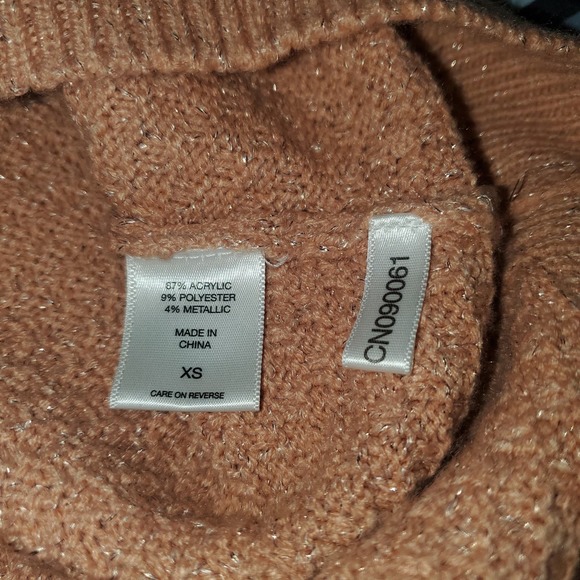 87% ACRYLIC
9% POLYESTER
4% METALLIC
MADE IN
CHINA
XS
CARE ON REVERSE
CN090061